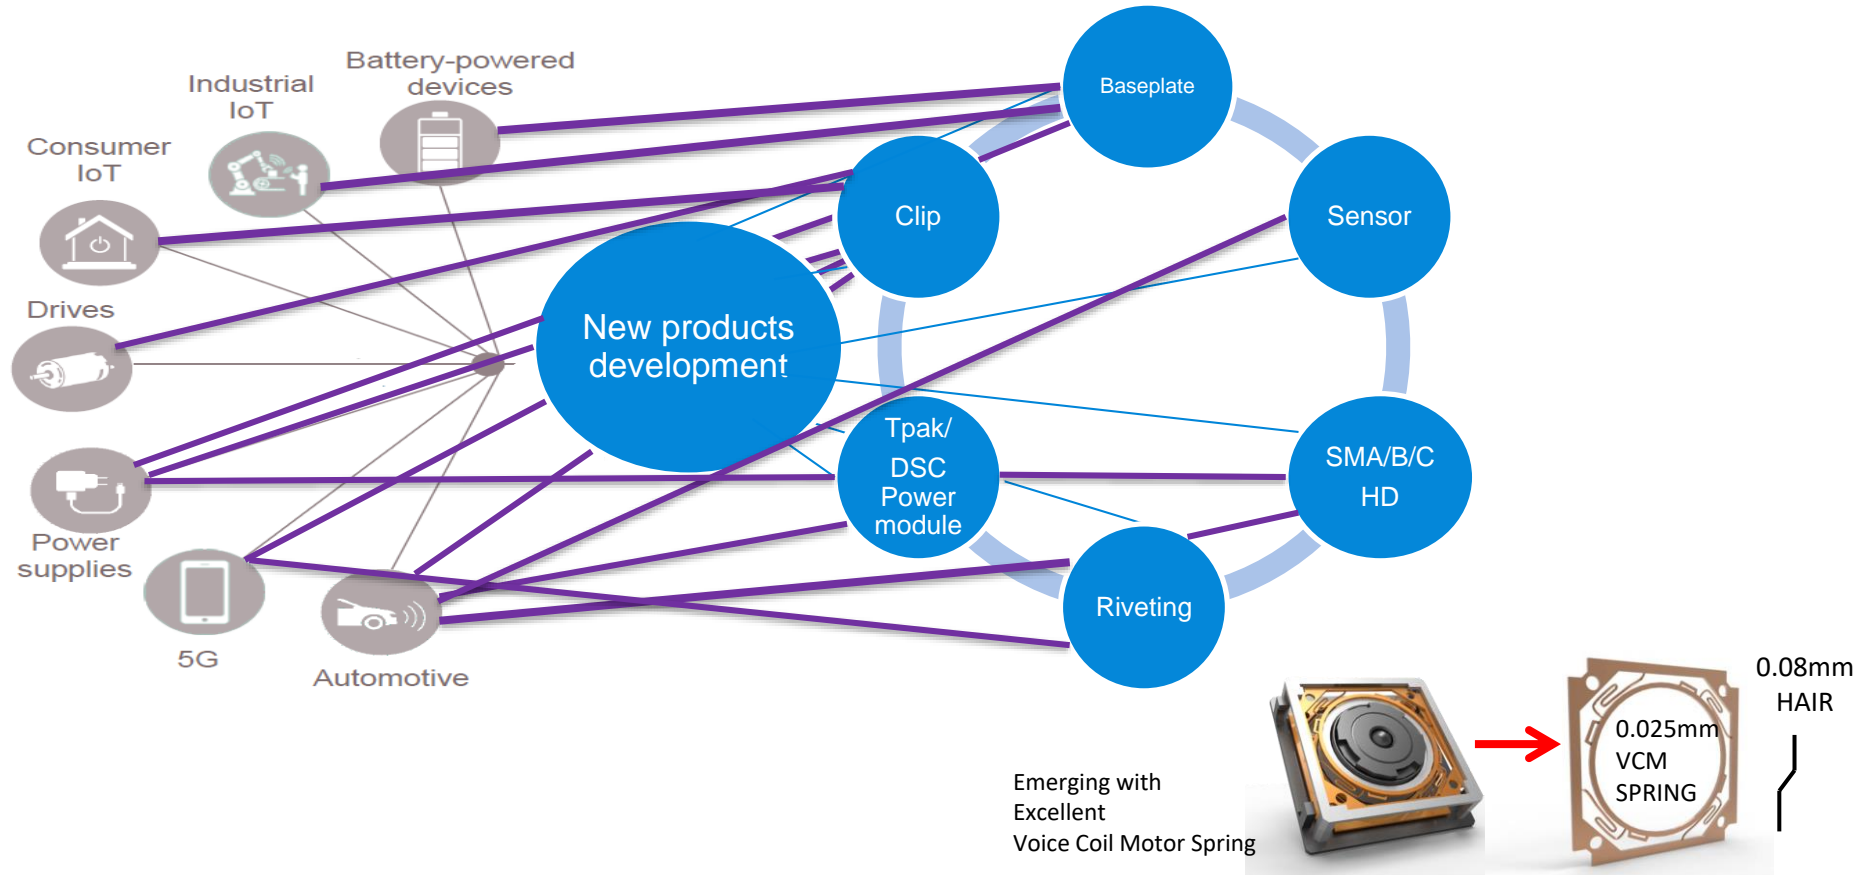 Battery-powered
devices
Industrial
IoT
Consumer
IoT
Drives
Power
supplies
5G
Automotive
New products
development
Baseplate
Clip
Sensor
Tpak/
DSC
Power
module
SMA/B/C
HD
Riveting
Emerging with
Excellent
Voice Coil Motor Spring
0.025mm
VCM
SPRING
0.08mm
HAIR